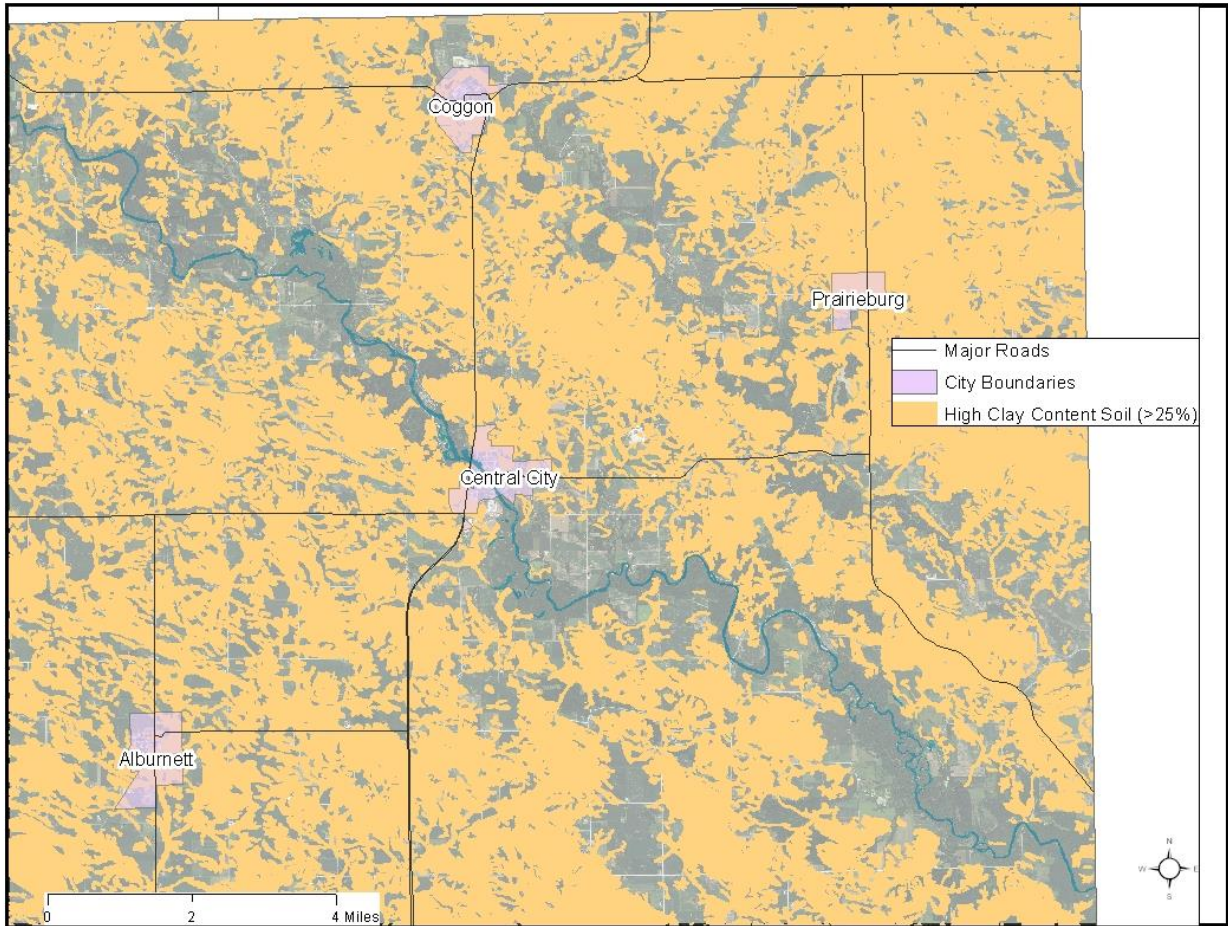 Coggon
Prairieburg
Major Roads
City Boundaries
High Clay Content Soil (>25%)
Central City
Alburnett
0 2 4 Miles
N
W E
S